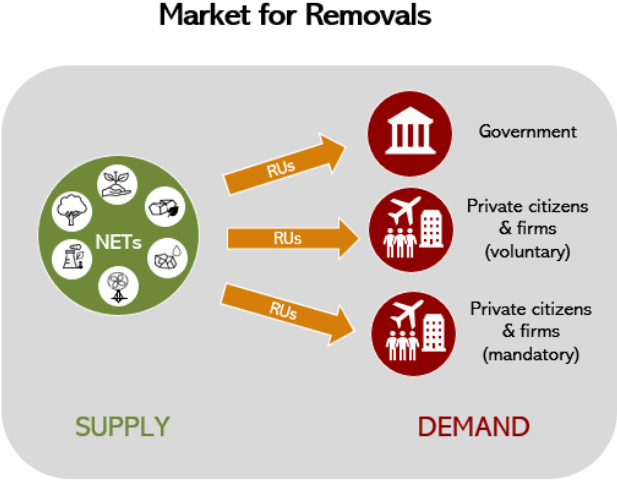 Market for Removals
Government
RUs
Private citizens
& firms
(voluntary)
NETs
RUs
Private citizens
& firms
(mandatory)
RUs
SUPPLY
DEMAND